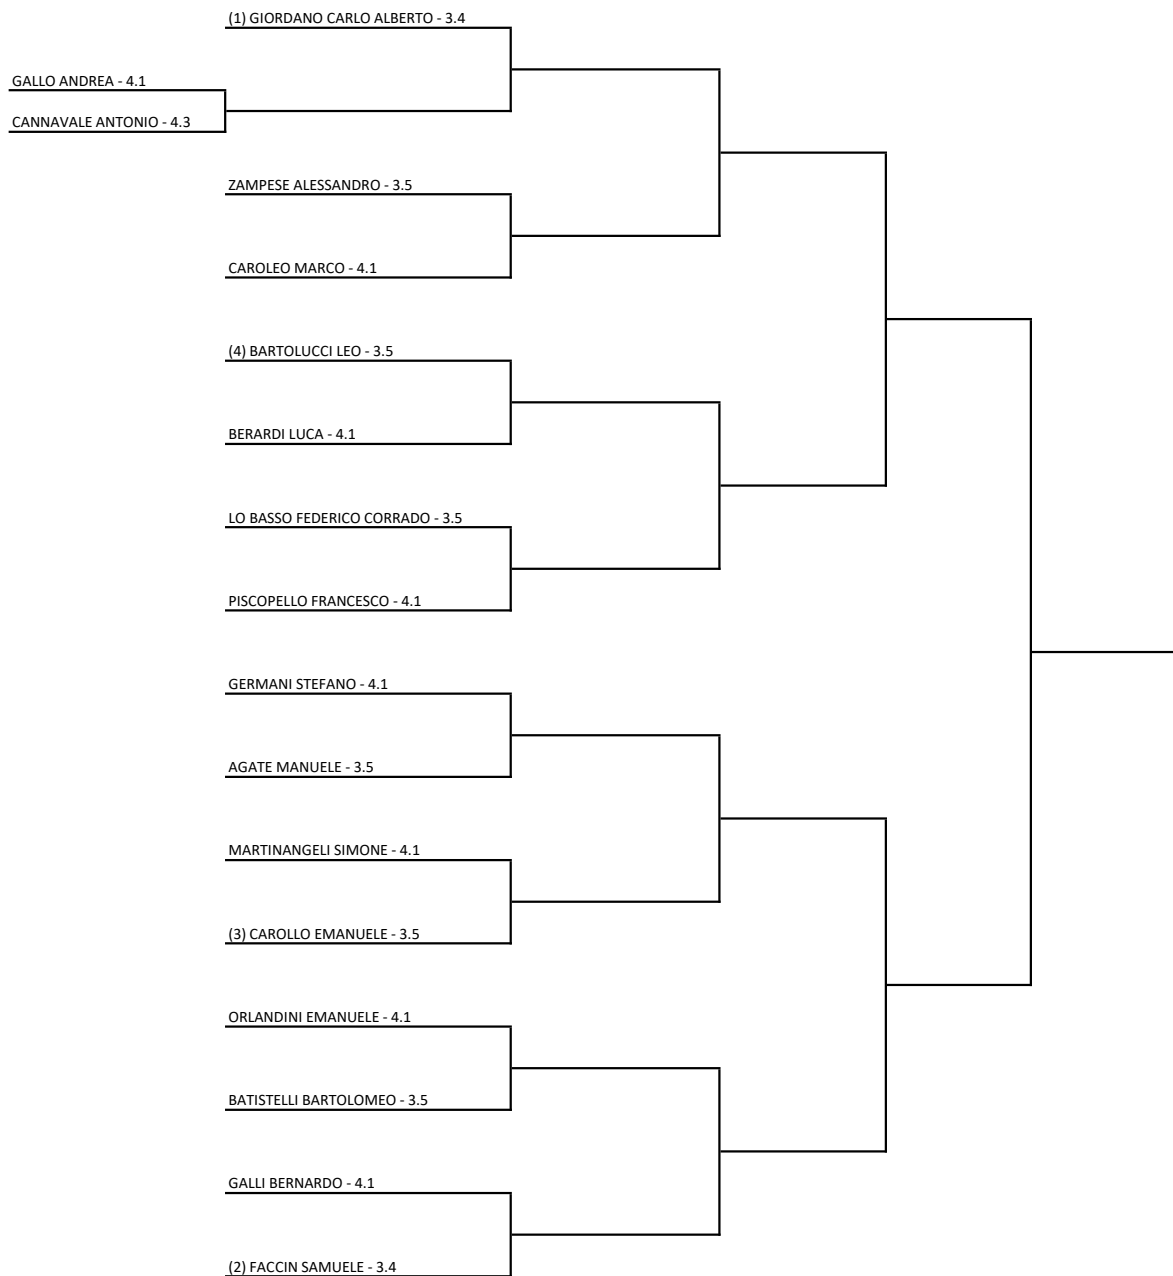 (1) GIORDANO CARLO ALBERTO - 3.4
GALLO ANDREA - 4.1
CANNAVALE ANTONIO - 4.3
ZAMPESE ALESSANDRO - 3.5
CAROLEO MARCO - 4.1
(4) BARTOLUCCI LEO - 3.5
BERARDI LUCA - 4.1
LO BASSO FEDERICO CORRADO - 3.5
PISCOPELLO FRANCESCO - 4.1
GERMANI STEFANO - 4.1
AGATE MANUELE - 3.5
MARTINANGELI SIMONE - 4.1
(3) CAROLLO EMANUELE - 3.5
ORLANDINI EMANUELE - 4.1
BATISTELLI BARTOLOMEO - 3.5
GALLI BERNARDO - 4.1
(2) FACCIN SAMUELE - 3.4